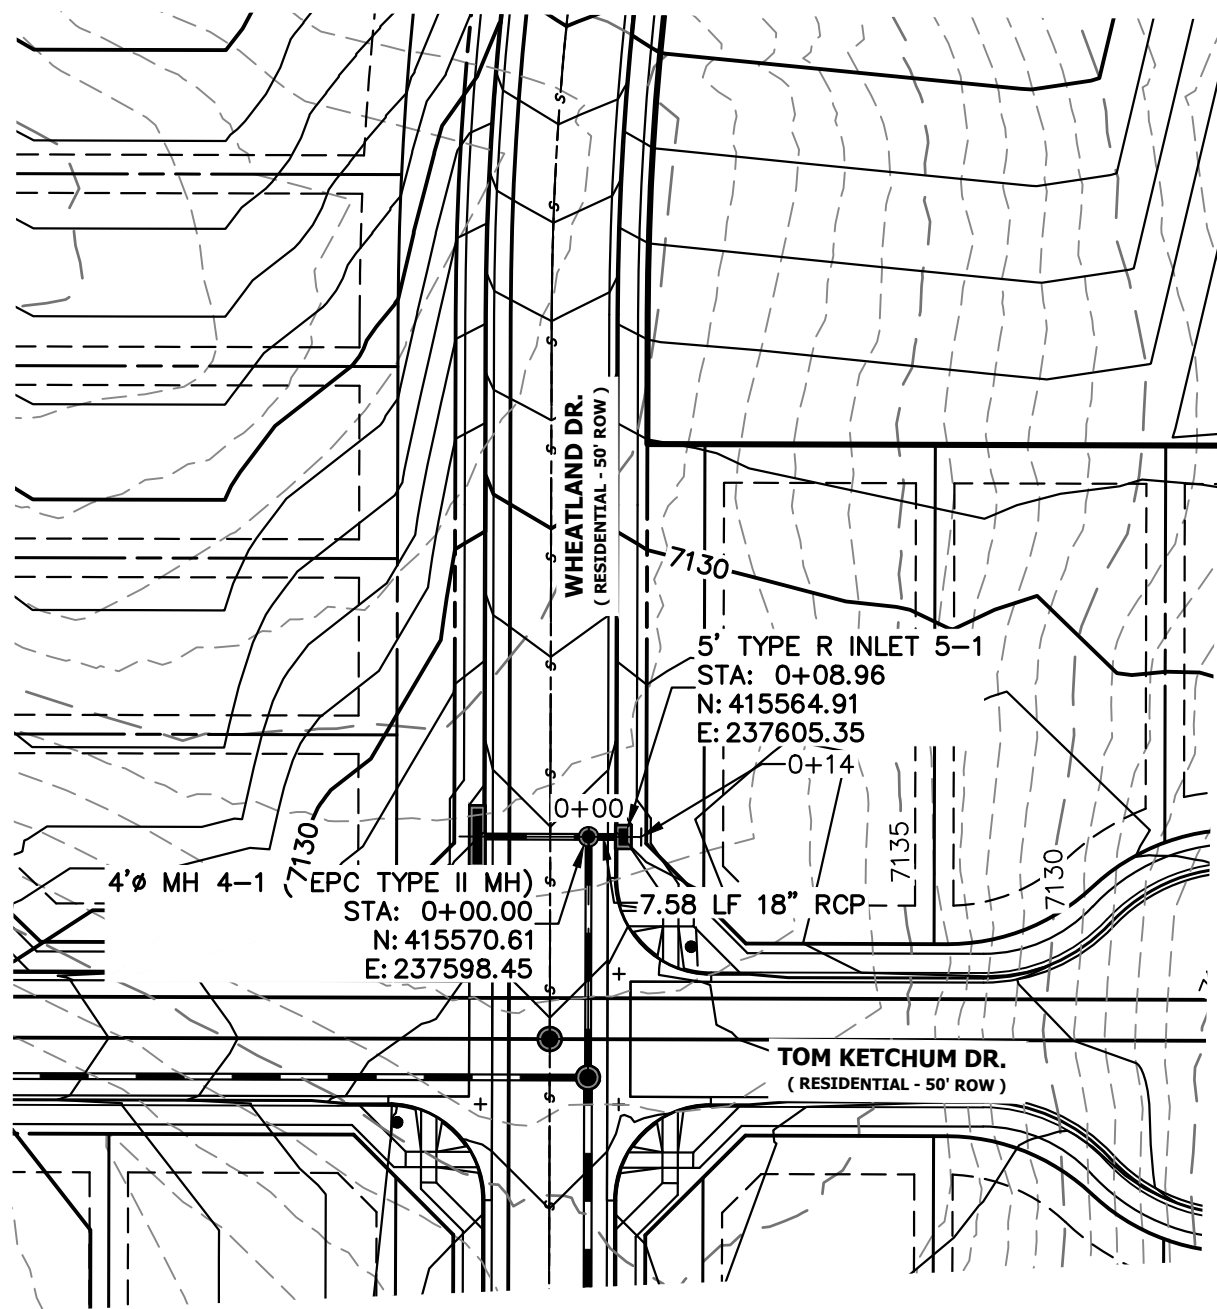 WHEATLAND DR.
( RESIDENTIAL - 50' ROW )
7130
5' TYPE R INLET 5-1
STA: 0+08.96
N: 415564.91
E: 237605.35
0+14
0+00
7130
7135
7130
4'ø MH 4-1 (EPC TYPE II MH)
STA: 0+00.00
N: 415570.61
E: 237598.45
7.58 LF 18" RCP
TOM KETCHUM DR.
( RESIDENTIAL - 50' ROW )
S
S
S
S
S
S
S
S
S
S
S